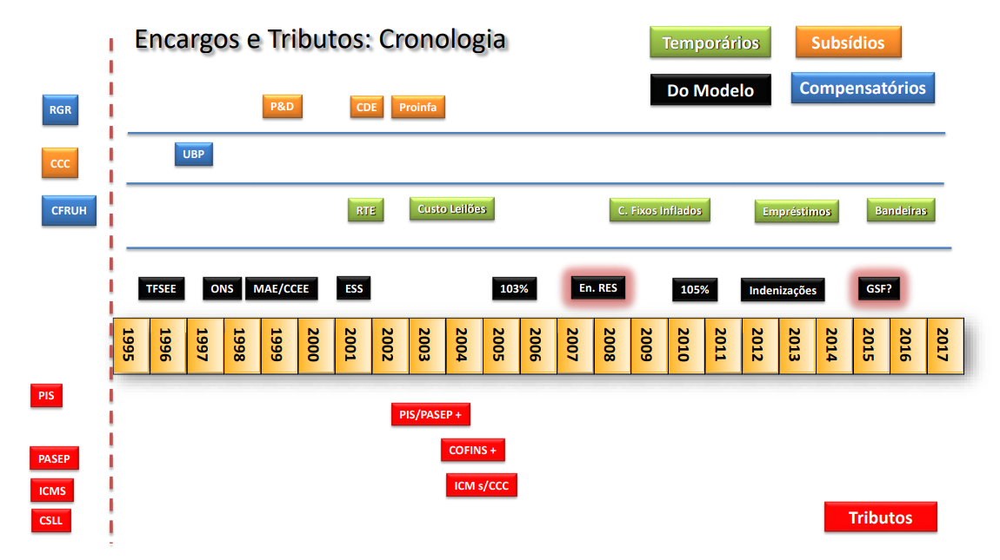 Encargos e Tributos: Cronologia
Temporários
Subsídios
Do Modelo
Compensatórios
RGR
P&D
CDE
Proinfa
CCC
UBP
CFRUH
RTE
Custo Leilões
C. Fixos Inflados
Empréstimos
Bandeiras
TFSEE
ONS
MAE/CCEE
ESS
103%
En. RES
105%
Indenizações
GSF?
1995
1996
1997
1998
1999
2000
2001
2002
2003
2004
2005
2006
2007
2008
2009
2010
2011
2012
2013
2014
2015
2016
2017
PIS
PIS/PASEP +
PASEP
COFINS +
ICMS
ICM s/CCC
CSLL
Tributos